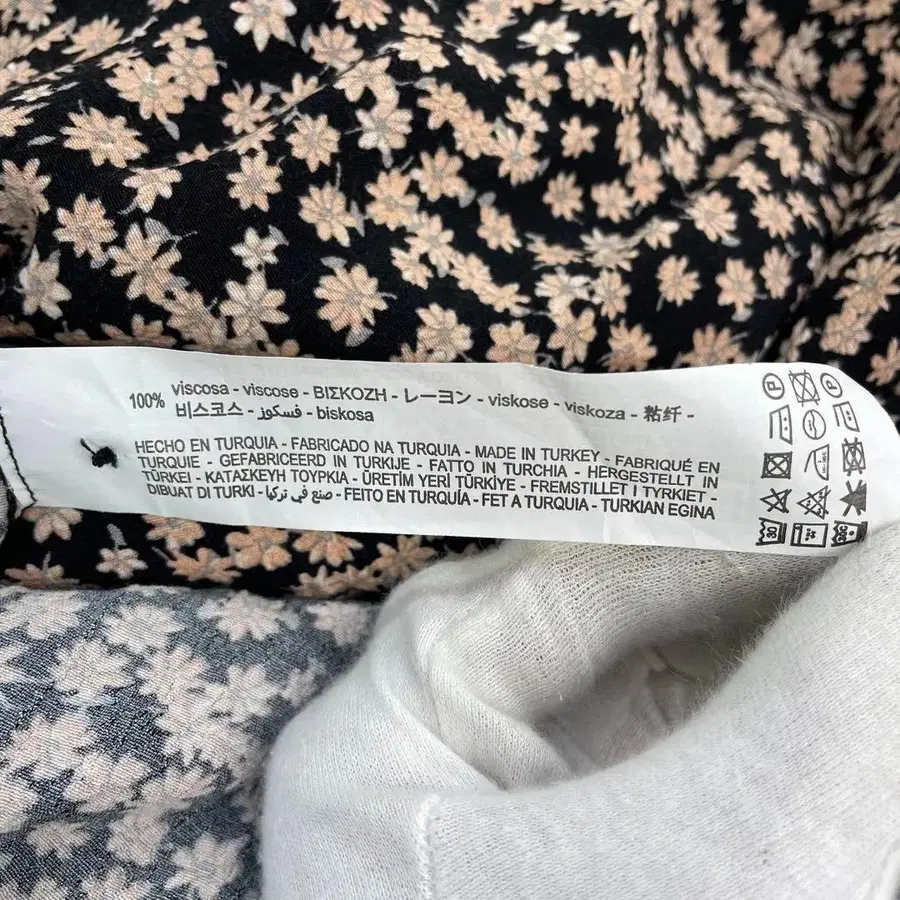 100% viscosa - viscose - ΒΙΣΚΟΖΗ - レーヨン - viskose - viskoza - 粘纤 -
비스코스 - فسكوز - biskosa
HECHO EN TURQUIA - FABRICADO NA TURQUIA - MADE IN TURKEY - FABRIQUÉ EN
TURQUIE - GEFABRICEERD IN TURKIJE - FATTO IN TURCHIA - HERGESTELLT IN
TÜRKEI - ΚΑΤΑΣΚΕΥΗ ΤΟΥΡΚΙΑ - ÜRETİM YERİ TÜRKİYE - FREMSTILLET I TYRKIET -
DIBUAT DI TURKI - صنع في تركيا - FEITO EN TURQUÍA - FET A TURQUIA - TURKIAN EGINA